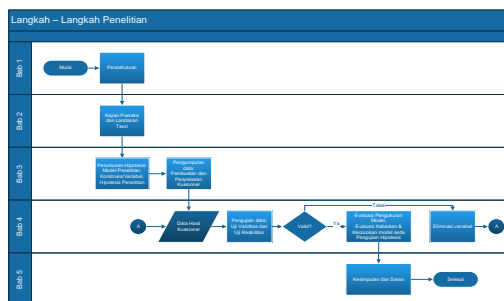 Langkah – Langkah Penelitian
Bab 1
Mulai
Pendahuluan
Bab 2
Kajian Pustaka
dan Landasan
Teori
Bab 3
Perumusan Hipotesis
Model Penelitian,
Konstruk/Variabel,
Hipotesis Penelitian
Pengumpulan
data:
Pembuatan dan
Penyebaran
Kuesioner
Bab 4
A
Data Hasil
Kuesioner
Pengujian data:
Uji Validitas dan
Uji Reabilitas
Valid?
Tidak
Ya
Evaluasi Pengukuran
Model,
Evaluasi Kebaikan &
Kecocokan model serta
Pengujian Hipotesis
Eliminasi variabel
A
Bab 5
Kesimpulan dan Saran
Selesai